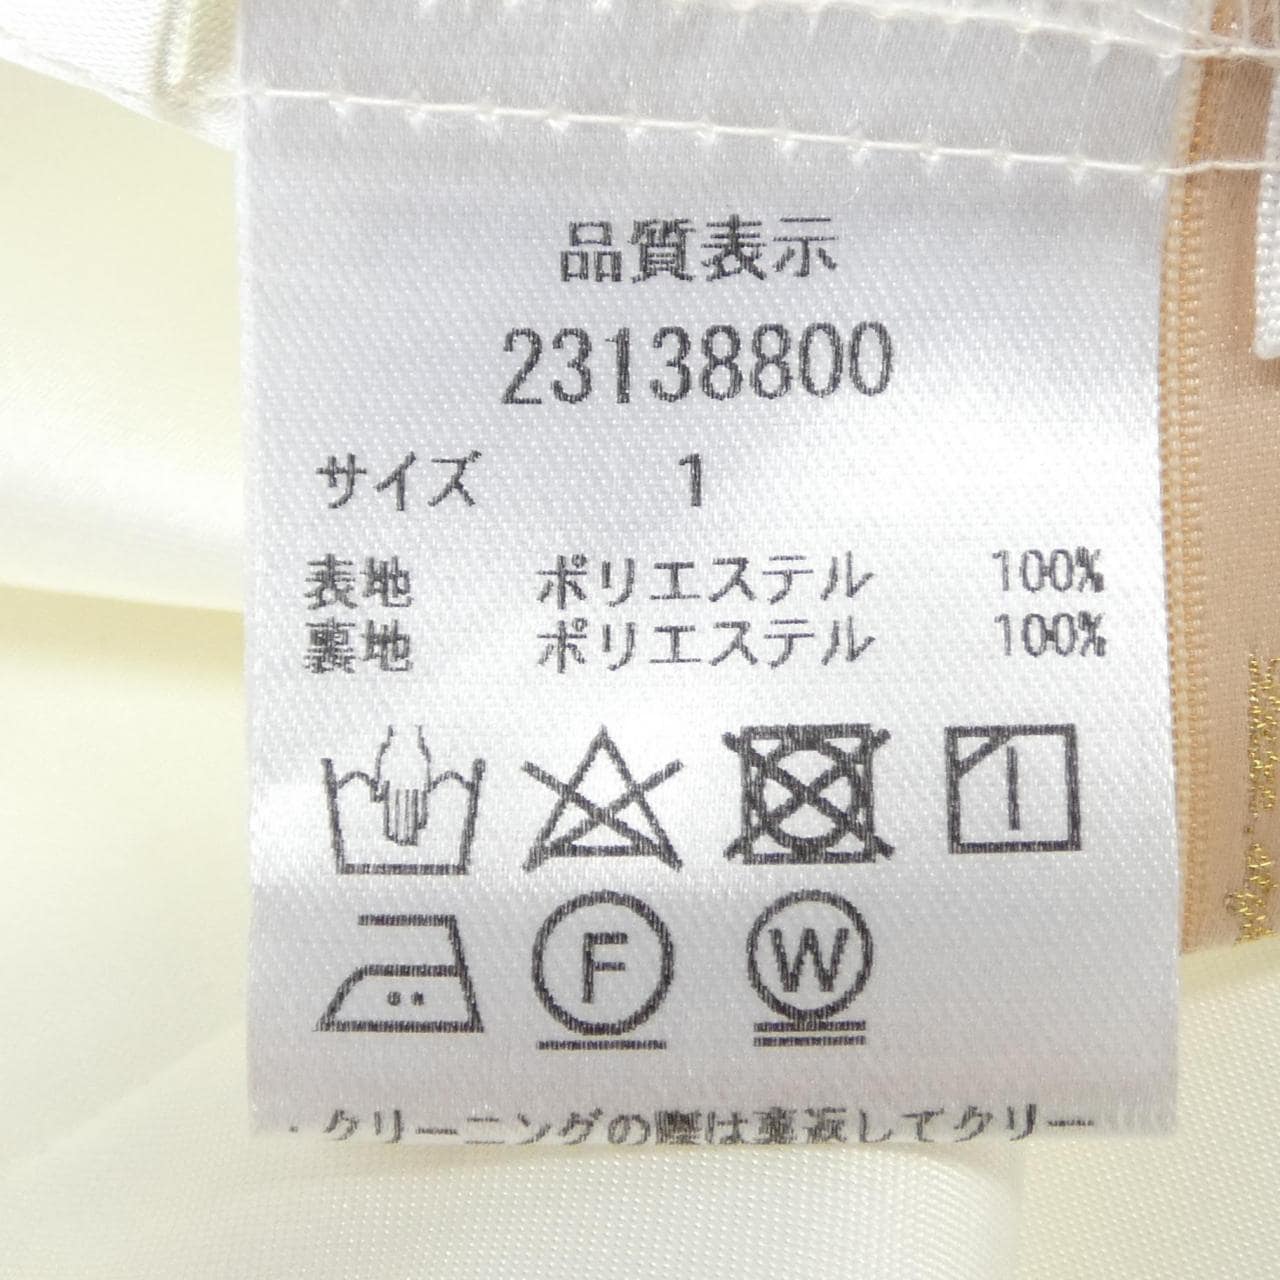 品質表示
23138800
サイズ 1
表地 ポリエステル 100%
裏地 ポリエステル 100%
F W
・クリーニングの際は裏返してクリー